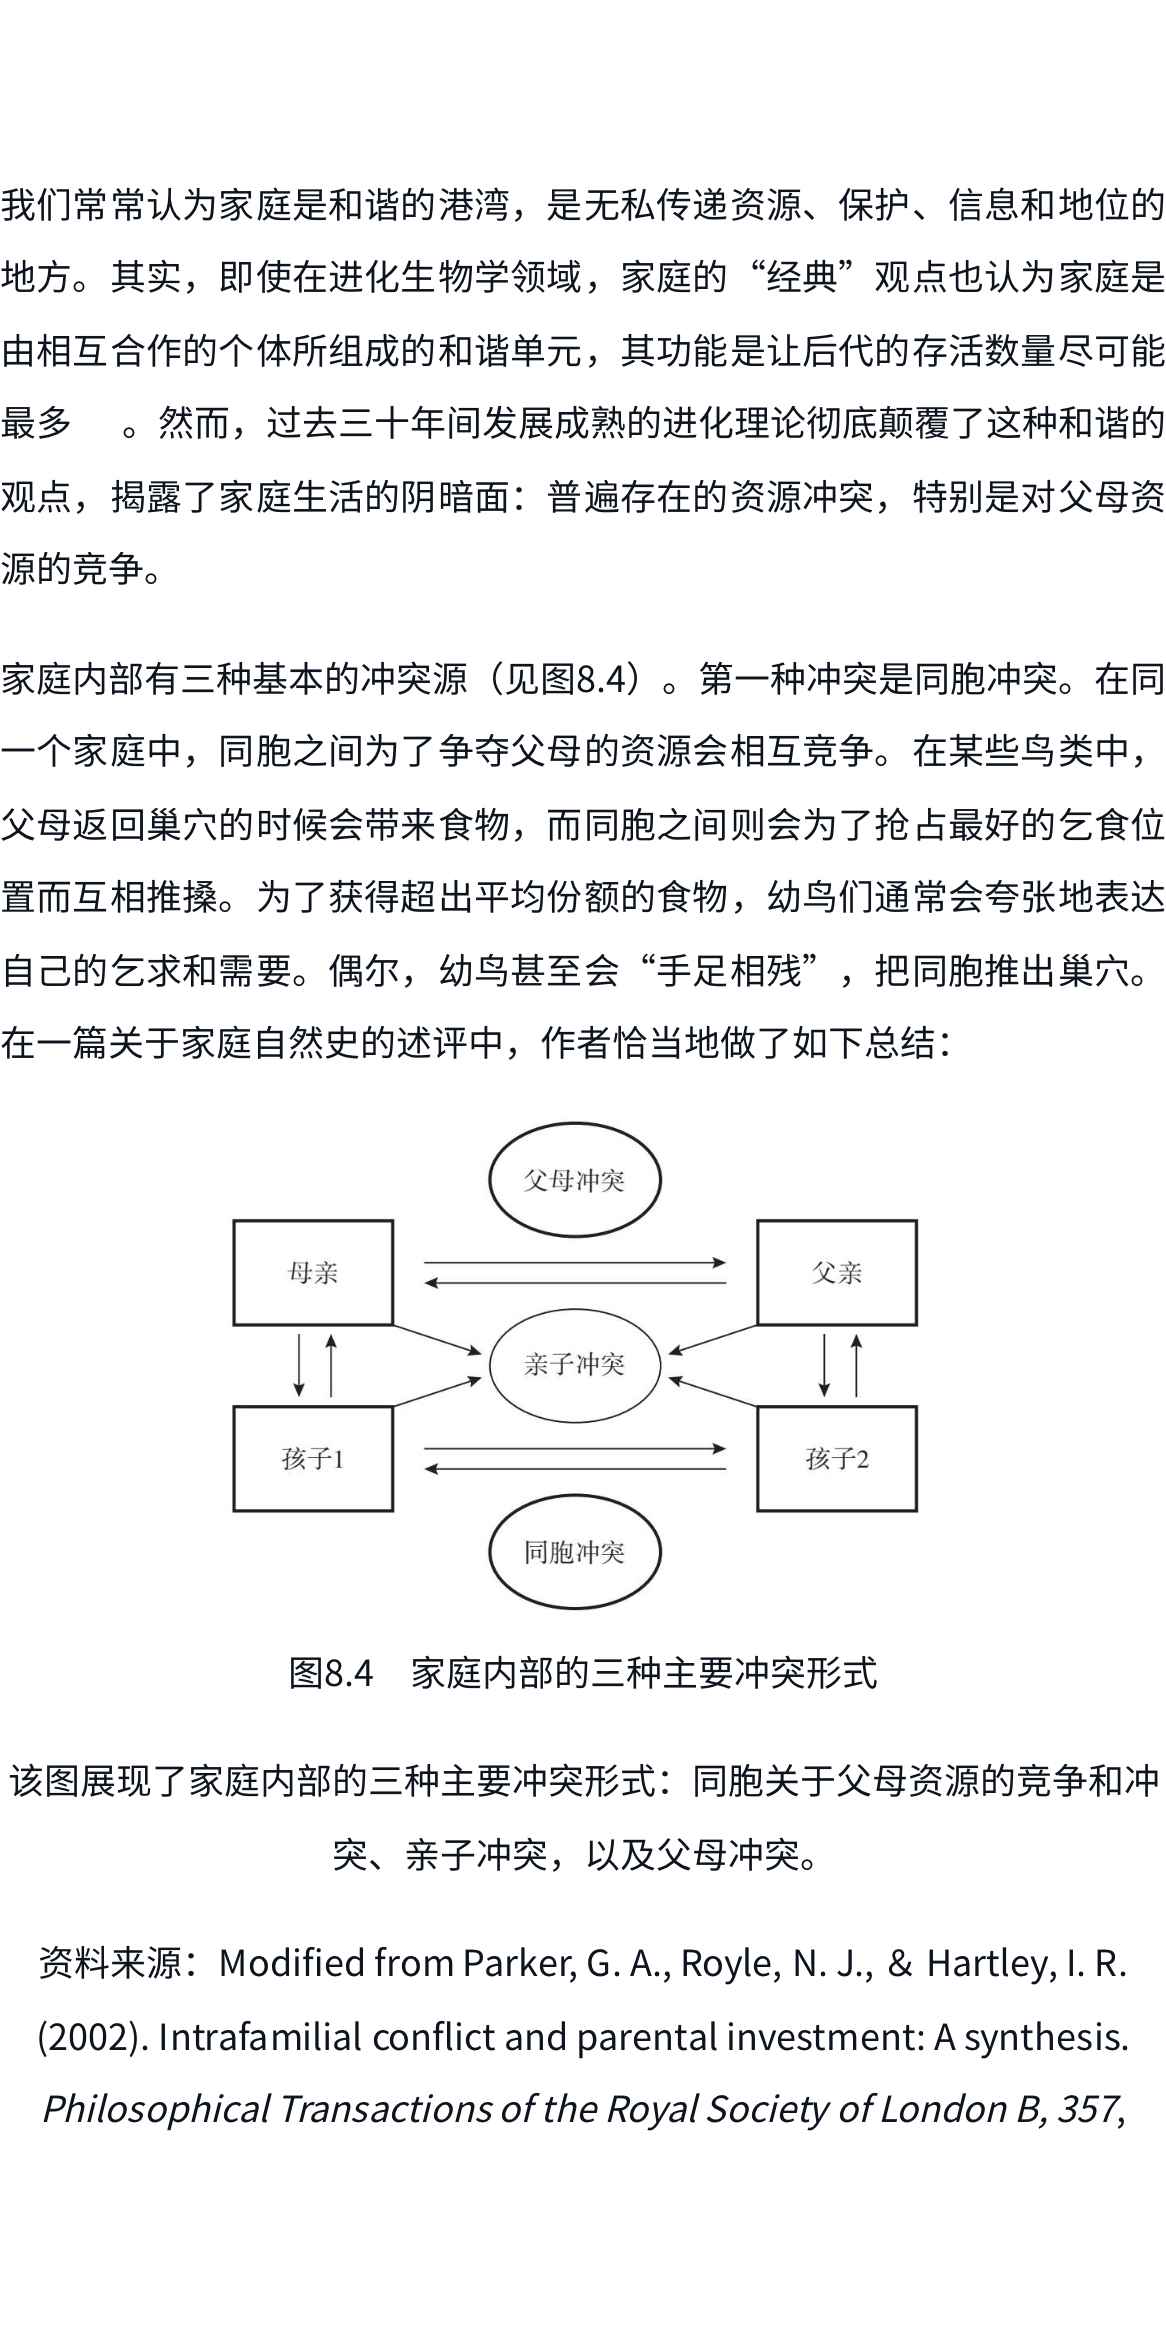 我们常常认为家庭是和谐的港湾，是无私传递资源、保护、信息和地位的
地方。其实，即使在进化生物学领域，家庭的“经典”观点也认为家庭是
由相互合作的个体所组成的和谐单元，其功能是让后代的存活数量尽可能
最多　。然而，过去三十年间发展成熟的进化理论彻底颠覆了这种和谐的
观点，揭露了家庭生活的阴暗面：普遍存在的资源冲突，特别是对父母资
源的竞争。
家庭内部有三种基本的冲突源（见图8.4）。第一种冲突是同胞冲突。在同
一个家庭中，同胞之间为了争夺父母的资源会相互竞争。在某些鸟类中，
父母返回巢穴的时候会带来食物，而同胞之间则会为了抢占最好的乞食位
置而互相推搡。为了获得超出平均份额的食物，幼鸟们通常会夸张地表达
自己的乞求和需要。偶尔，幼鸟甚至会“手足相残”，把同胞推出巢穴。
在一篇关于家庭自然史的述评中，作者恰当地做了如下总结：
父母冲突
母亲
父亲
亲子冲突
孩子1
孩子2
同胞冲突
图8.4　家庭内部的三种主要冲突形式
该图展现了家庭内部的三种主要冲突形式：同胞关于父母资源的竞争和冲
突、亲子冲突，以及父母冲突。
资料来源：Modified from Parker, G. A., Royle, N. J., & Hartley, I. R.
(2002). Intrafamilial conflict and parental investment: A synthesis.
Philosophical Transactions of the Royal Society of London B, 357,